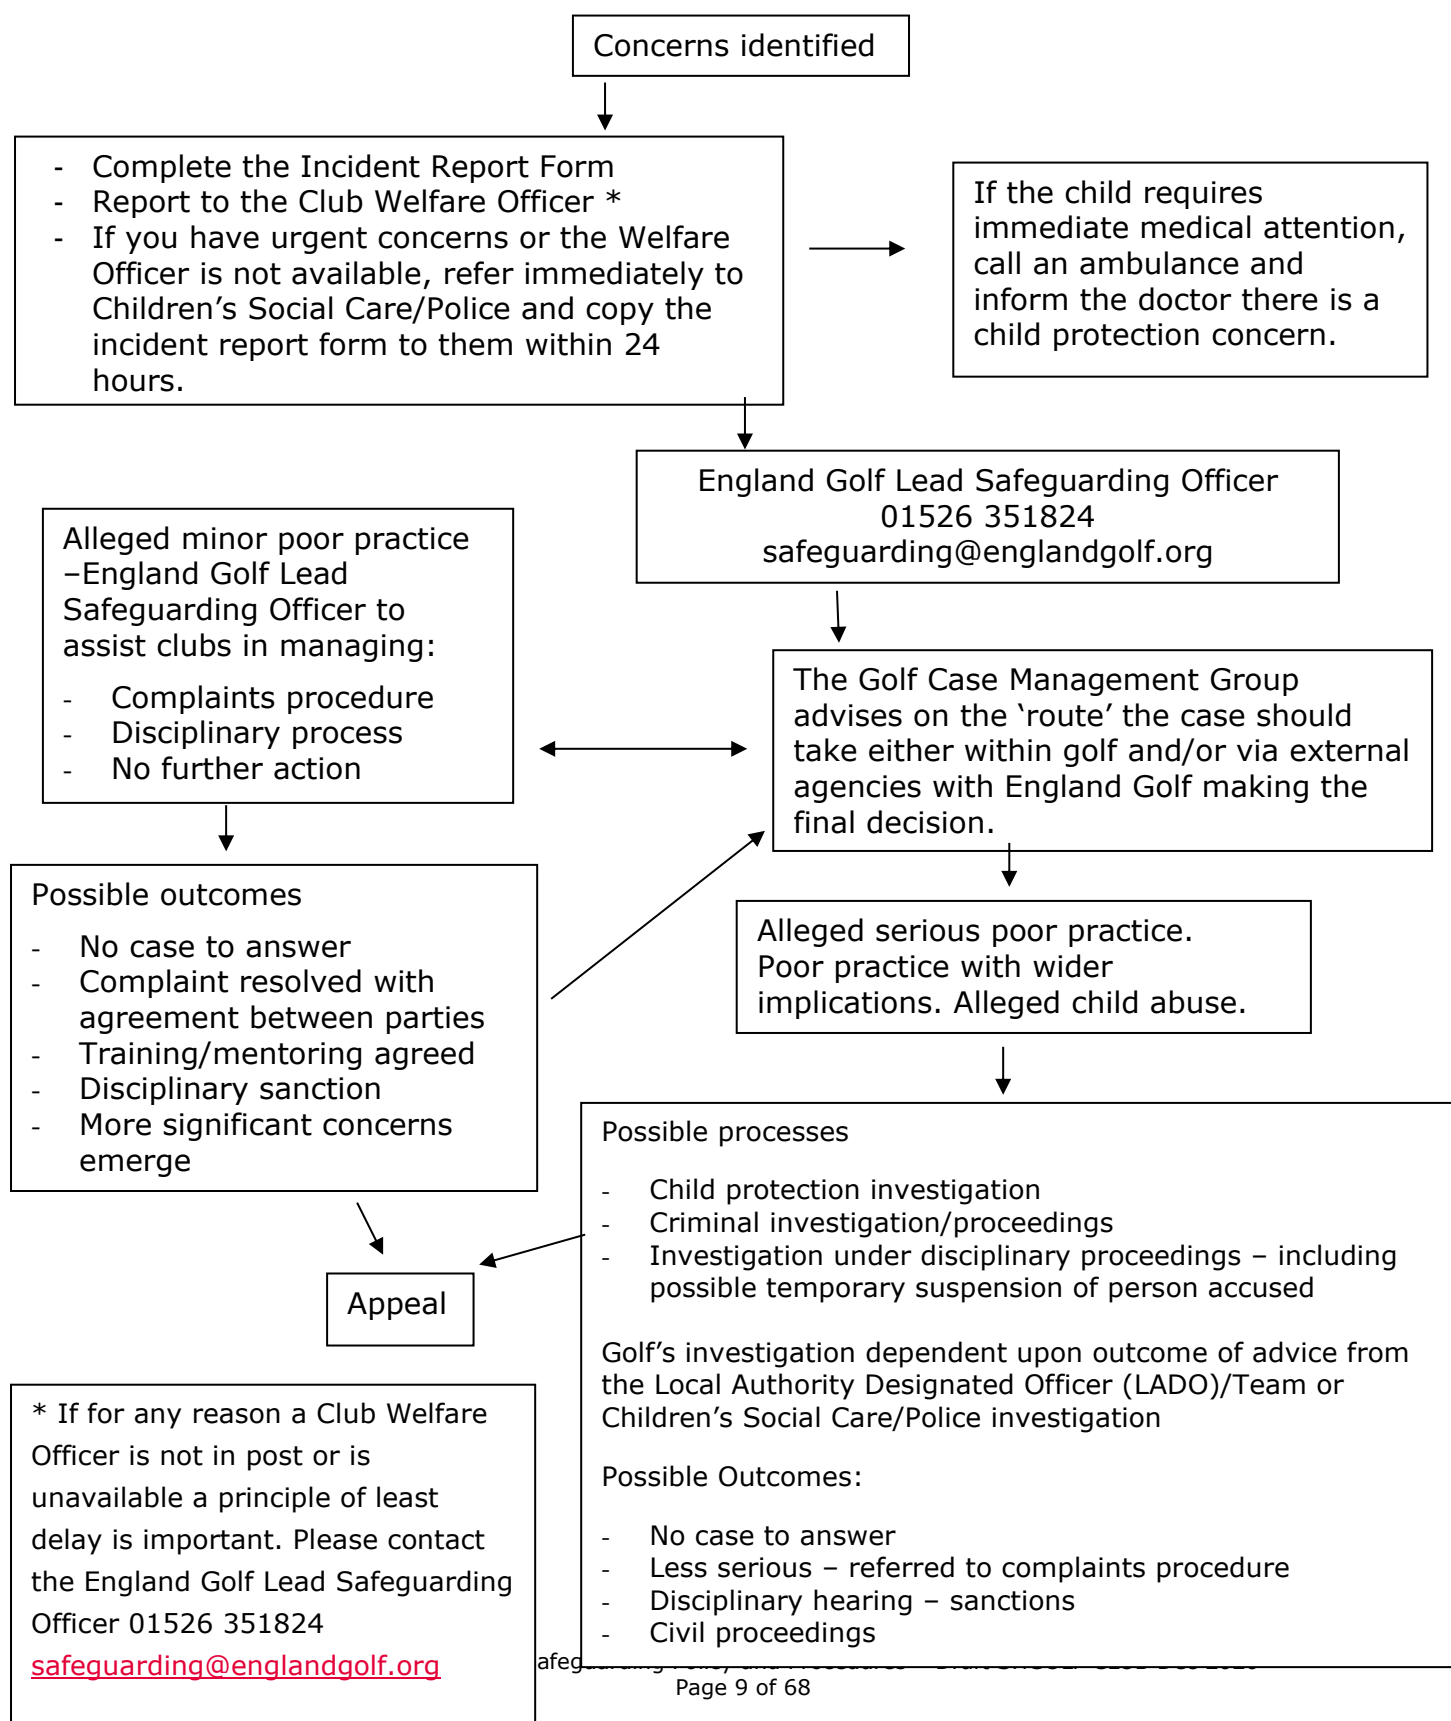 Concerns identified
- Complete the Incident Report Form
- Report to the Club Welfare Officer *
- If you have urgent concerns or the Welfare
Officer is not available, refer immediately to
Children’s Social Care/Police and copy the
incident report form to them within 24
hours.
If the child requires
immediate medical attention,
call an ambulance and
inform the doctor there is a
child protection concern.
England Golf Lead Safeguarding Officer
01526 351824
safeguarding@englandgolf.org
Alleged minor poor practice
–England Golf Lead
Safeguarding Officer to
assist clubs in managing:
- Complaints procedure
- Disciplinary process
- No further action
The Golf Case Management Group
advises on the ‘route’ the case should
take either within golf and/or via external
agencies with England Golf making the
final decision.
Possible outcomes
- No case to answer
- Complaint resolved with
agreement between parties
- Training/mentoring agreed
- Disciplinary sanction
- More significant concerns
emerge
Alleged serious poor practice.
Poor practice with wider
implications. Alleged child abuse.
Possible processes
- Child protection investigation
- Criminal investigation/proceedings
- Investigation under disciplinary proceedings – including
possible temporary suspension of person accused
Golf’s investigation dependent upon outcome of advice from
the Local Authority Designated Officer (LADO)/Team or
Children’s Social Care/Police investigation
Possible Outcomes:
- No case to answer
- Less serious – referred to complaints procedure
- Disciplinary hearing – sanctions
- Civil proceedings
Appeal
* If for any reason a Club Welfare
Officer is not in post or is
unavailable a principle of least
delay is important. Please contact
the England Golf Lead Safeguarding
Officer 01526 351824
safeguarding@englandgolf.org
Page 9 of 68